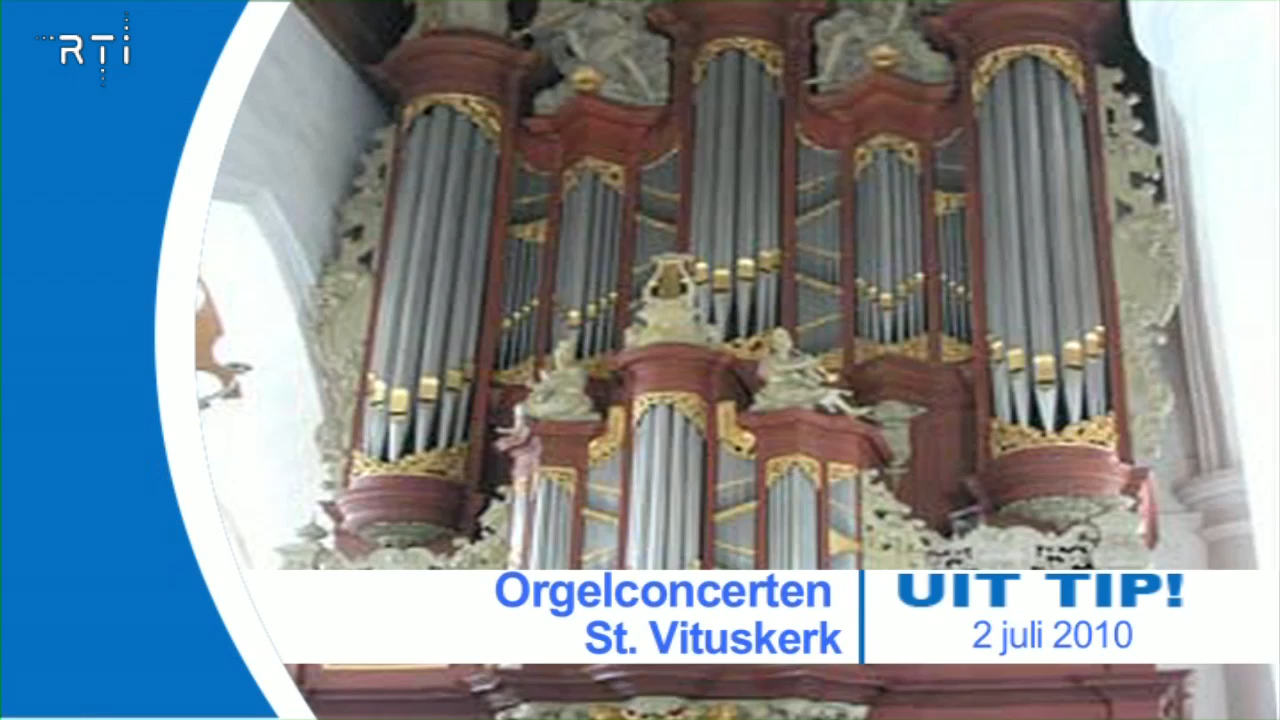 RTi
Orgelconcerten
St. Vituskerk
UIT TIP!
2 juli 2010